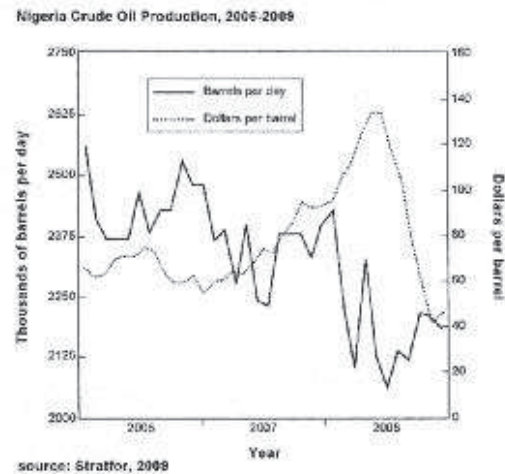 Nigeria Crude Oil Production, 2006-2009
2750
2625
2500
2375
2250
2125
2000
Thousands of barrels per day
Barrels per day
Dollars per barrel
160
140
120
100
80
60
40
20
0
Dollars per
barrel
2006
2007
2008
Year
source: Stratfor, 2009